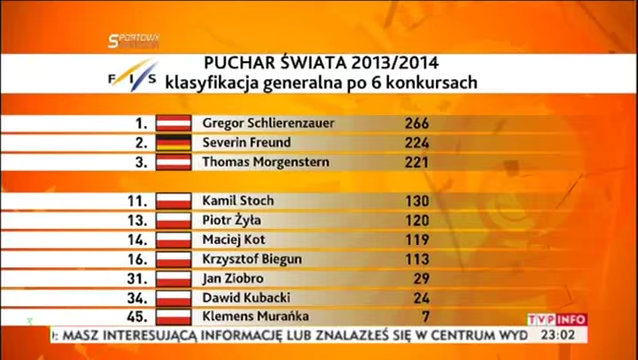 SPORTOWY
PUCHAR ŚWIATA 2013/2014
FIS
klasyfikacja generalna po 6 konkursach
1. Gregor Schlierenzauer 266
2. Severin Freund 224
3. Thomas Morgenstern 221
11. Kamil Stoch 130
13. Piotr Żyła 120
14. Maciej Kot 119
16. Krzysztof Biegun 113
31. Jan Ziobro 29
34. Dawid Kubacki 24
45. Klemens Murańka 7
TVP INFO
MASZ INTERESUJĄCĄ INFORMACJĘ LUB ZNALAZŁEŚ SIĘ W CENTRUM WYD 23:02